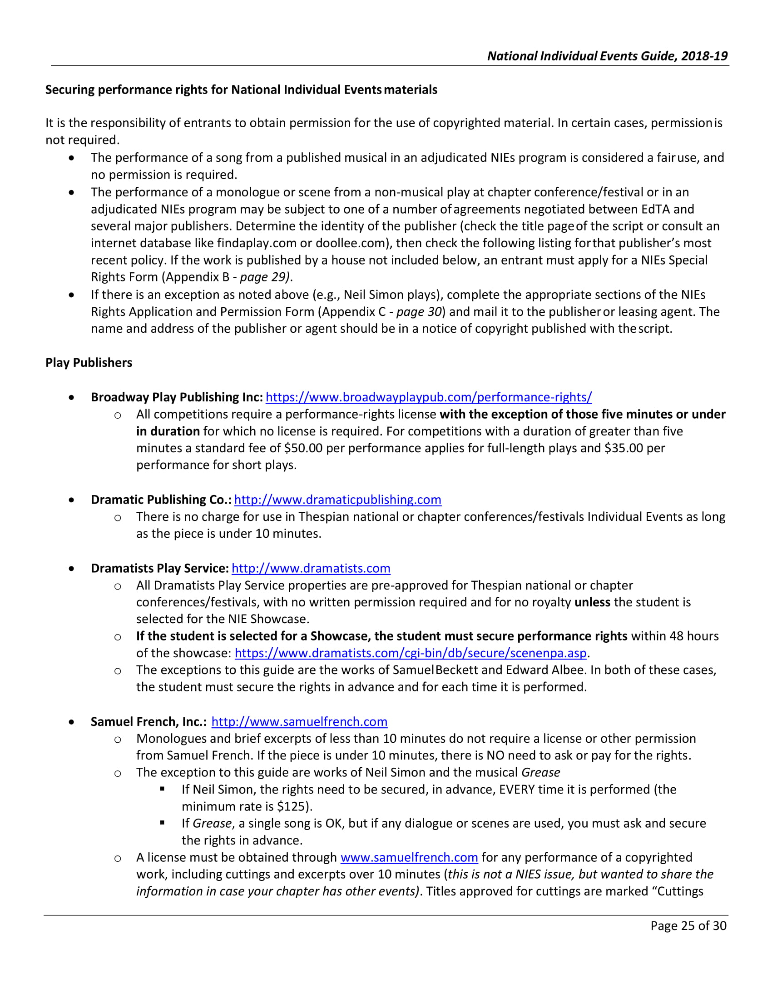 National Individual Events Guide, 2018-19
Securing performance rights for National Individual Events materials
It is the responsibility of entrants to obtain permission for the use of copyrighted material. In certain cases, permission is
not required.
• The performance of a song from a published musical in an adjudicated NIEs program is considered a fair use, and
no permission is required.
• The performance of a monologue or scene from a non-musical play at chapter conference/festival or in an
adjudicated NIEs program may be subject to one of a number of agreements negotiated between EdTA and
several major publishers. Determine the identity of the publisher (check the title page of the script or consult an
internet database like findaplay.com or doollee.com), then check the following listing for that publisher’s most
recent policy. If the work is published by a house not included below, an entrant must apply for a NIEs Special
Rights Form (Appendix B - page 29).
• If there is an exception as noted above (e.g., Neil Simon plays), complete the appropriate sections of the NIEs
Rights Application and Permission Form (Appendix C - page 30) and mail it to the publisher or leasing agent. The
name and address of the publisher or agent should be in a notice of copyright published with the script.
Play Publishers
• Broadway Play Publishing Inc: https://www.broadwayplaypub.com/performance-rights/
o All competitions require a performance-rights license with the exception of those five minutes or under
in duration for which no license is required. For competitions with a duration of greater than five
minutes a standard fee of $50.00 per performance applies for full-length plays and $35.00 per
performance for short plays.
• Dramatic Publishing Co.: http://www.dramaticpublishing.com
o There is no charge for use in Thespian national or chapter conferences/festivals Individual Events as long
as the piece is under 10 minutes.
• Dramatists Play Service: http://www.dramatists.com
o All Dramatists Play Service properties are pre-approved for Thespian national or chapter
conferences/festivals, with no written permission required and for no royalty unless the student is
selected for the NIE Showcase.
o If the student is selected for a Showcase, the student must secure performance rights within 48 hours
of the showcase: https://www.dramatists.com/cgi-bin/db/secure/scenenpa.asp.
o The exceptions to this guide are the works of Samuel Beckett and Edward Albee. In both of these cases,
the student must secure the rights in advance and for each time it is performed.
• Samuel French, Inc.: http://www.samuelfrench.com
o Monologues and brief excerpts of less than 10 minutes do not require a license or other permission
from Samuel French. If the piece is under 10 minutes, there is NO need to ask or pay for the rights.
o The exception to this guide are works of Neil Simon and the musical Grease
▪ If Neil Simon, the rights need to be secured, in advance, EVERY time it is performed (the
minimum rate is $125).
▪ If Grease, a single song is OK, but if any dialogue or scenes are used, you must ask and secure
the rights in advance.
o A license must be obtained through www.samuelfrench.com for any performance of a copyrighted
work, including cuttings and excerpts over 10 minutes (this is not a NIES issue, but wanted to share the
information in case your chapter has other events). Titles approved for cuttings are marked “Cuttings
Page 25 of 30